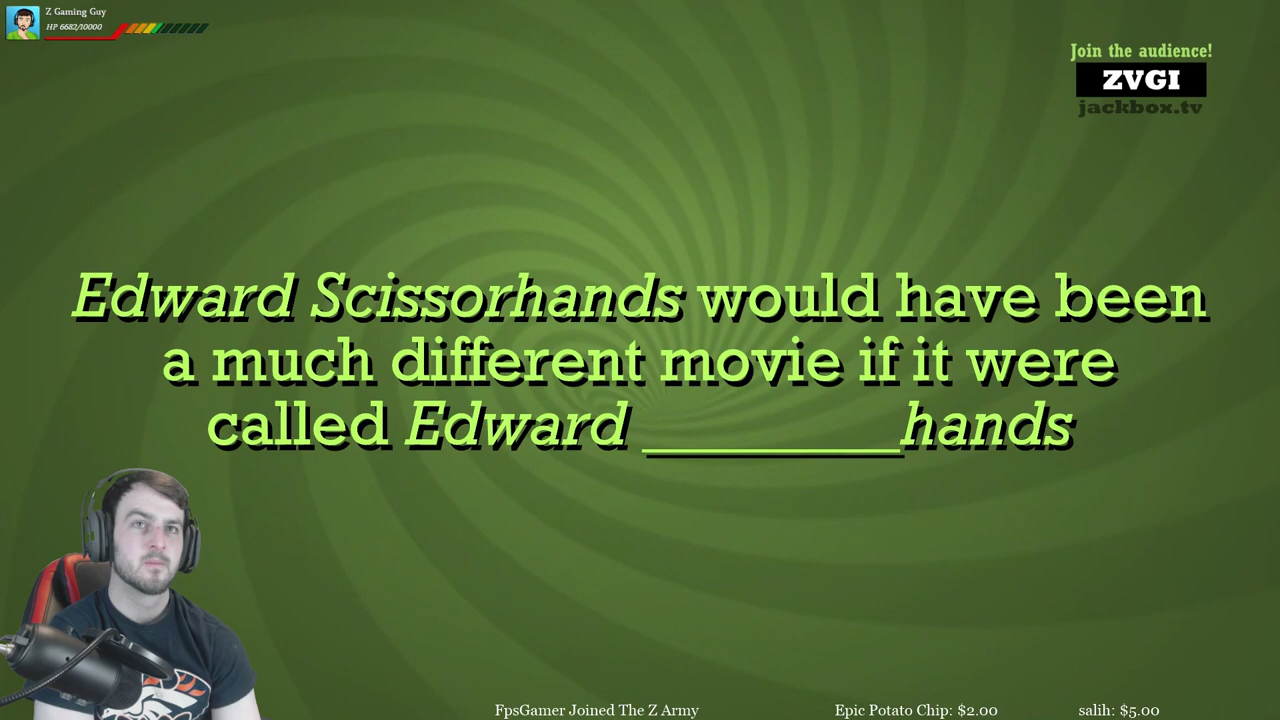 Z Gaming Guy
HP 6682/10000
Join the audience!
ZVGI
jackbox.tv
Edward Scissorhands would have been
a much different movie if it were
called Edward ________hands
FpsGamer Joined The Z Army
Epic Potato Chip: $2.00
salih: $5.00